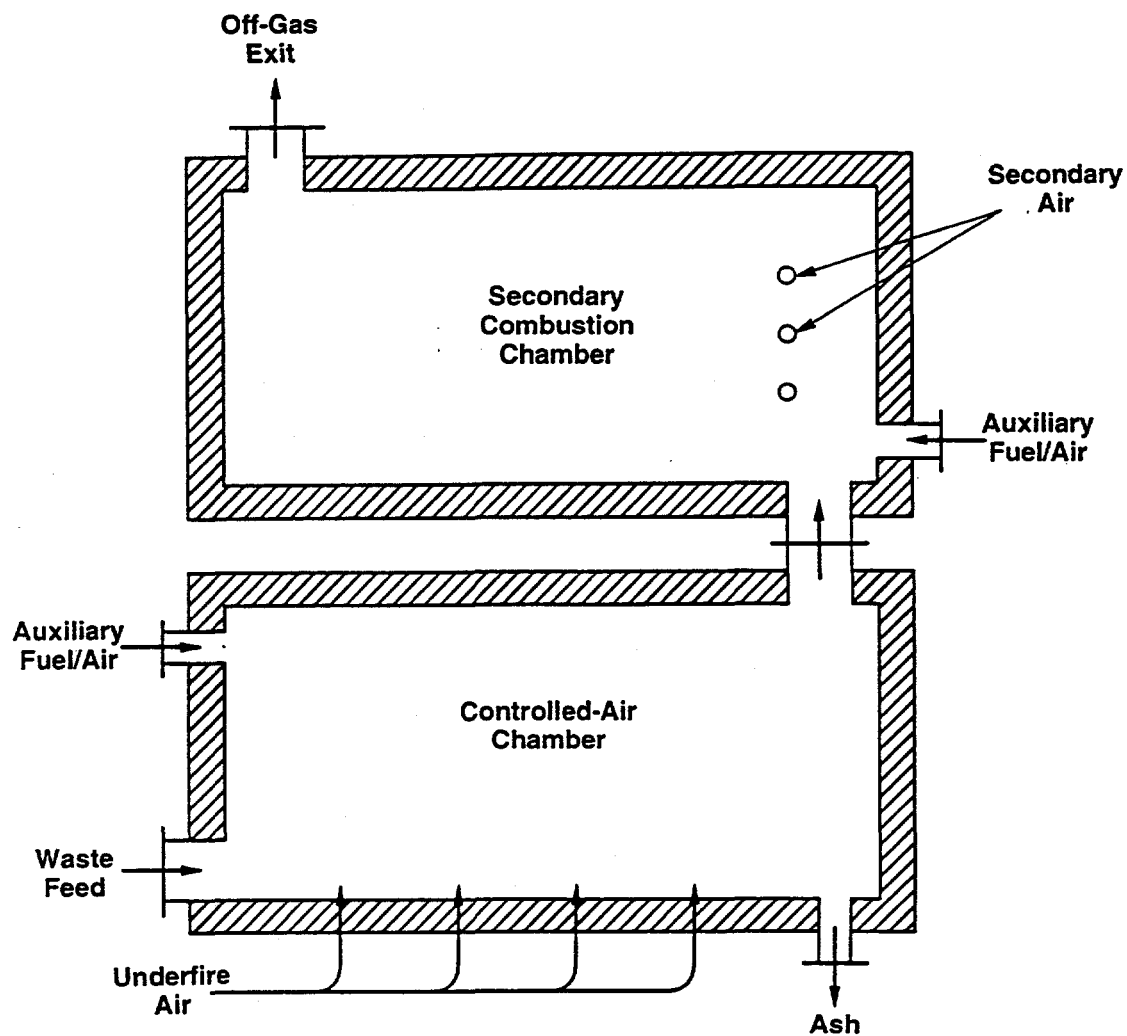 Off-Gas
Exit
Secondary
Air
Secondary
Combustion
Chamber
Auxiliary
Fuel/Air
Auxiliary
Fuel/Air
Controlled-Air
Chamber
Waste
Feed
Underfire
Air
Ash